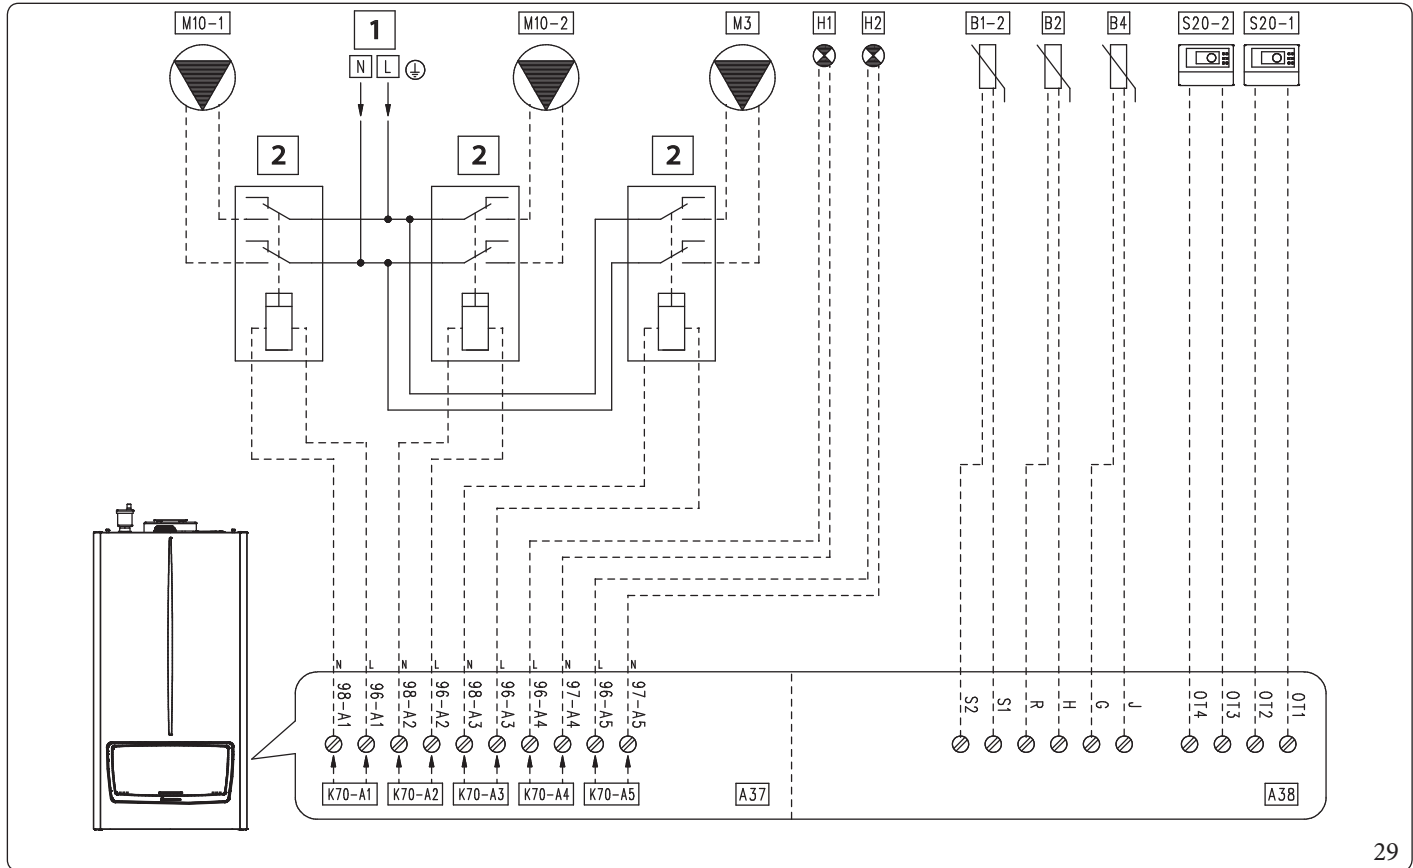 M10-1 1 M10-2 M3 H1 H2 B1-2 B2 B4 S20-2 S20-1
N L
2 2 2
N L N L N L L N L N
98-A1 96-A1 98-A2 96-A2 98-A3 96-A3 96-A4 97-A4 96-A5 97-A5 S2 S1 R H G J OT4 OT3 OT2 OT1
K70-A1 K70-A2 K70-A3 K70-A4 K70-A5 A37 A38
29